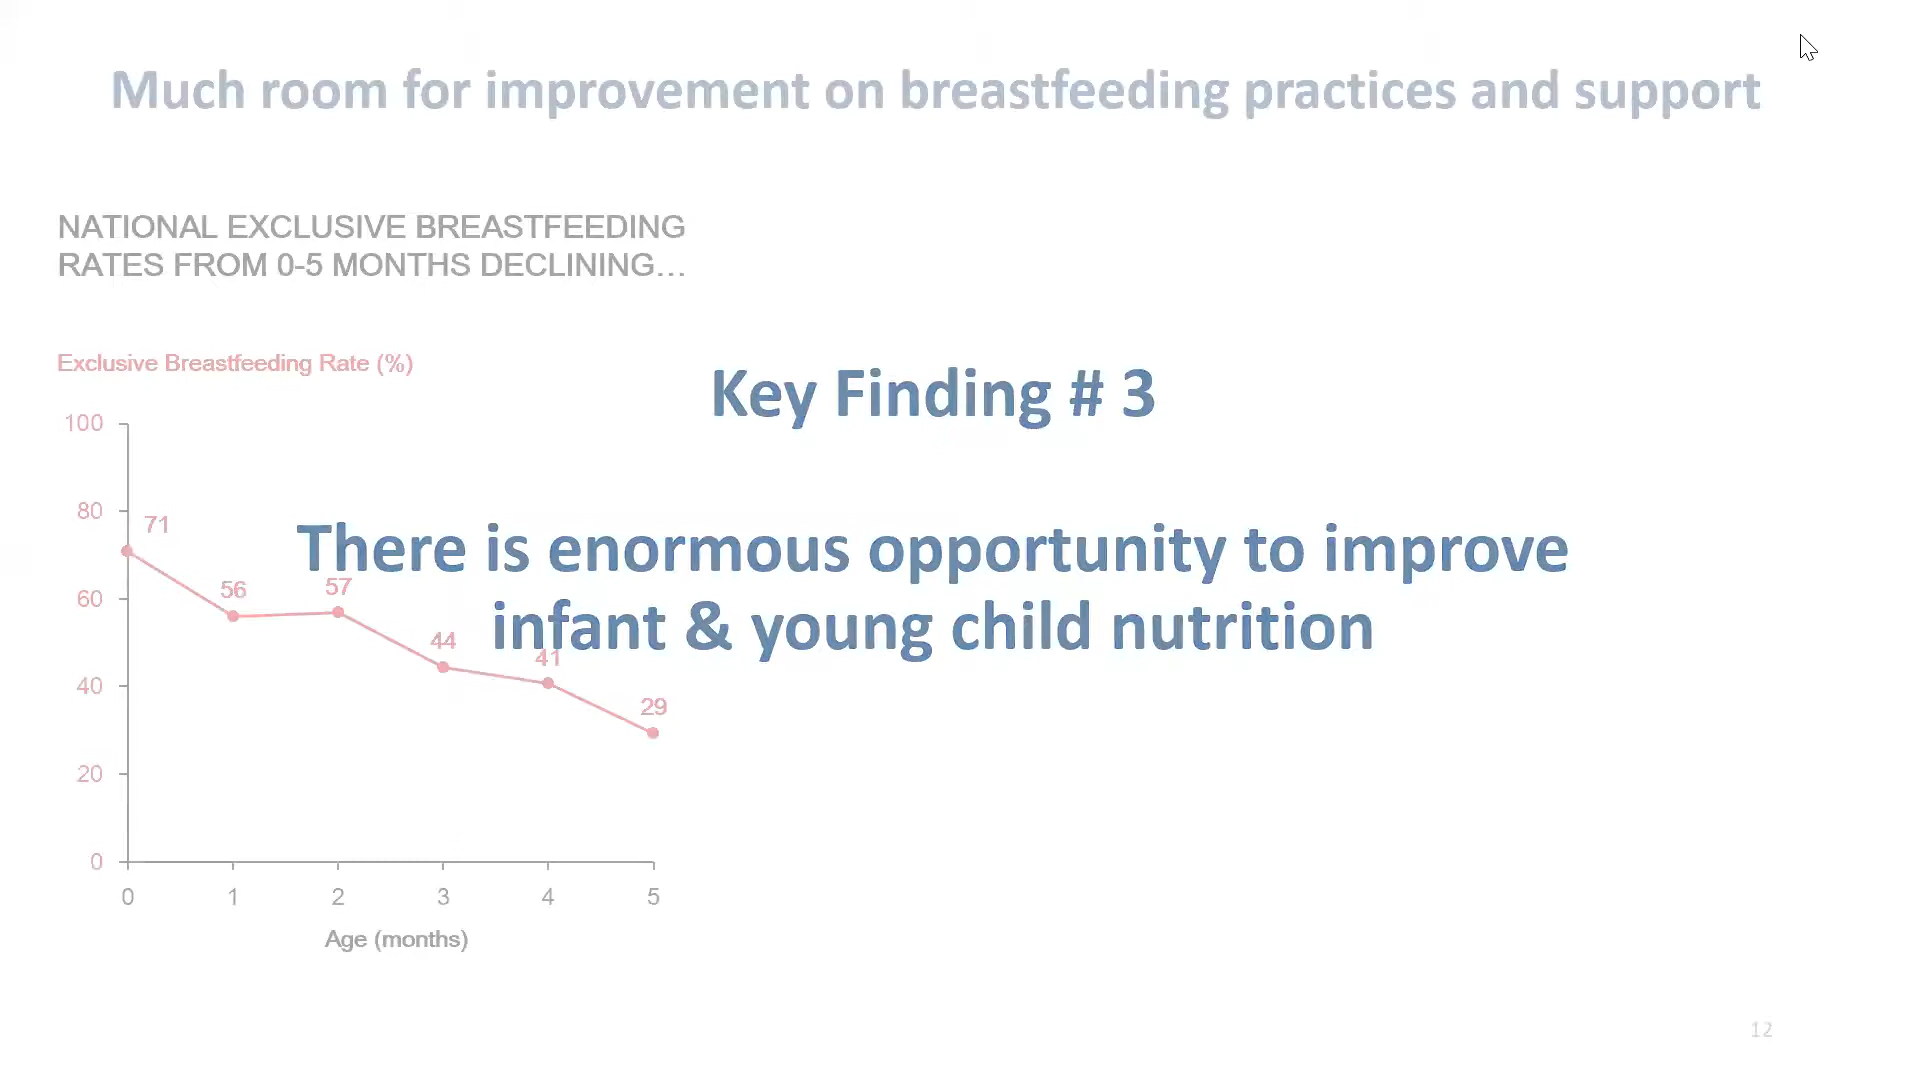 Much room for improvement on breastfeeding practices and support
NATIONAL EXCLUSIVE BREASTFEEDING
RATES FROM 0-5 MONTHS DECLINING…
Exclusive Breastfeeding Rate (%)
Key Finding # 3
There is enormous opportunity to improve
infant & young child nutrition
100
80
60
40
20
0
71
56
57
44
41
29
0 1 2 3 4 5
Age (months)
12